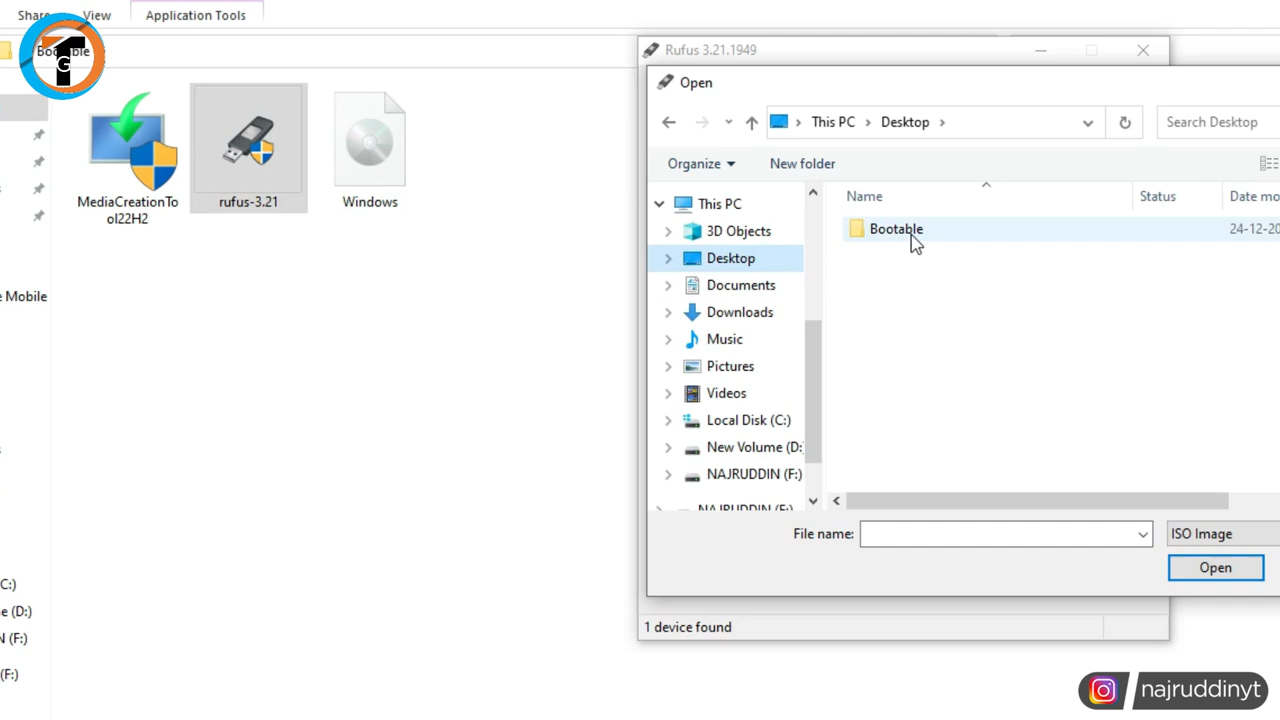 Share
View
Application Tools
Bootable
TG
MediaCreationTo
ol22H2
rufus-3.21
Windows
e Mobile
C:)
e (D:)
N (F:)
(F:)
Rufus 3.21.1949
Open
This PC › Desktop ›
Search Desktop
Organize
New folder
Name
Status
Date mo
This PC
3D Objects
Desktop
Documents
Downloads
Music
Pictures
Videos
Local Disk (C:)
New Volume (D:
NAJRUDDIN (F:)
NAJRUDDIN (F:)
Bootable
24-12-20
File name:
ISO Image
Open
1 device found
najruddinyt